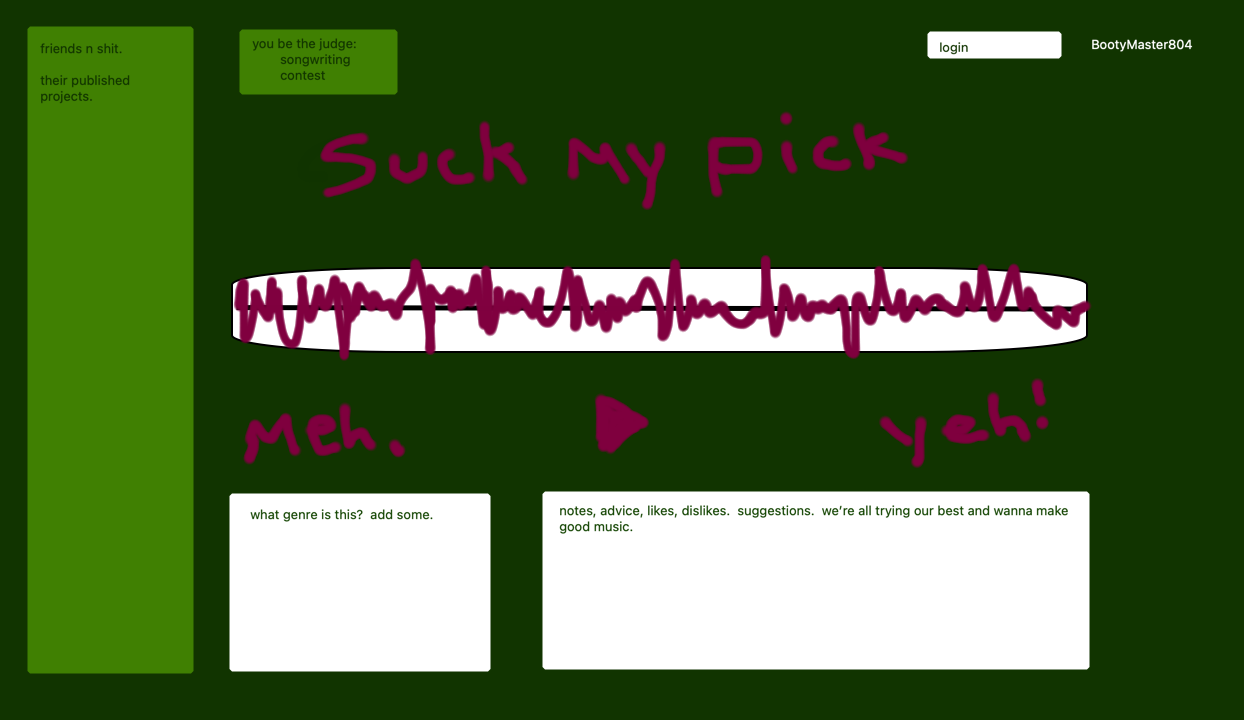 friends n shit.
their published
projects.
you be the judge:
songwriting
contest
login
BootyMaster804
Suck My pick
Meh.
yeh!
what genre is this?  add some.
notes, advice, likes, dislikes.  suggestions.  we’re all trying our best and wanna make
good music.